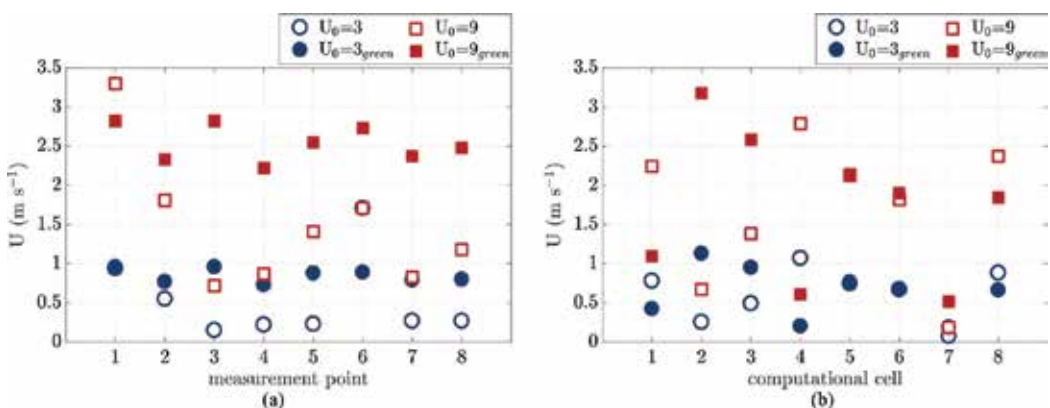 U₀=3 U₀=9
U₀=3green U₀=9green
3.5
3
2.5
2
1.5
1
0.5
0
U (m s⁻¹)
1 2 3 4 5 6 7 8
measurement point
(a)
U₀=3 U₀=9
U₀=3green U₀=9green
3.5
3
2.5
2
1.5
1
0.5
0
U (m s⁻¹)
1 2 3 4 5 6 7 8
computational cell
(b)